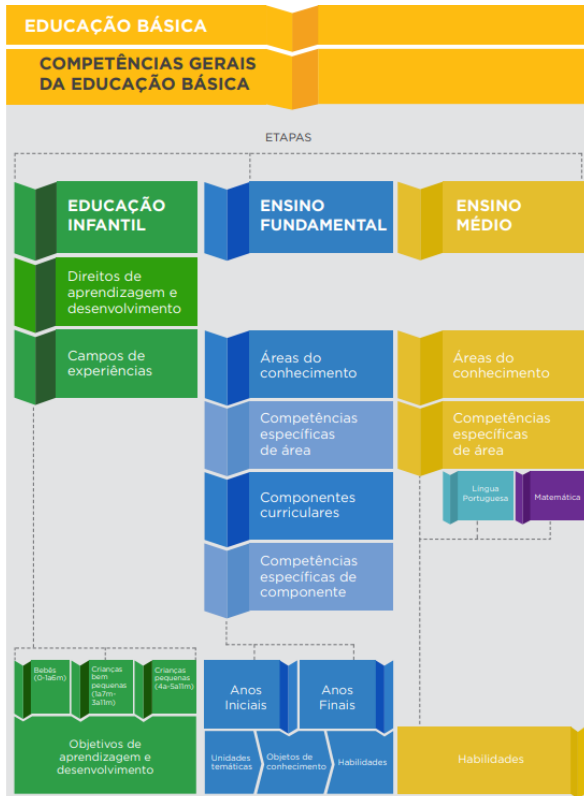 EDUCAÇÃO BÁSICA
COMPETÊNCIAS GERAIS
DA EDUCAÇÃO BÁSICA
ETAPAS
EDUCAÇÃO
INFANTIL
ENSINO
FUNDAMENTAL
ENSINO
MÉDIO
Direitos de
aprendizagem e
desenvolvimento
Campos de
experiências
Áreas do
conhecimento
Áreas do
conhecimento
Competências
específicas
de área
Competências
específicas
de área
Língua
Portuguesa
Matemática
Componentes
curriculares
Competências
específicas de
componente
Bebês
(0-1a6m)
Crianças
bem
pequenas
(1a7m-
3a11m)
Crianças
pequenas
(4a-5a11m)
Anos
Iniciais
Anos
Finais
Objetivos de
aprendizagem e
desenvolvimento
Unidades
temáticas
Objetos de
conhecimento
Habilidades
Habilidades